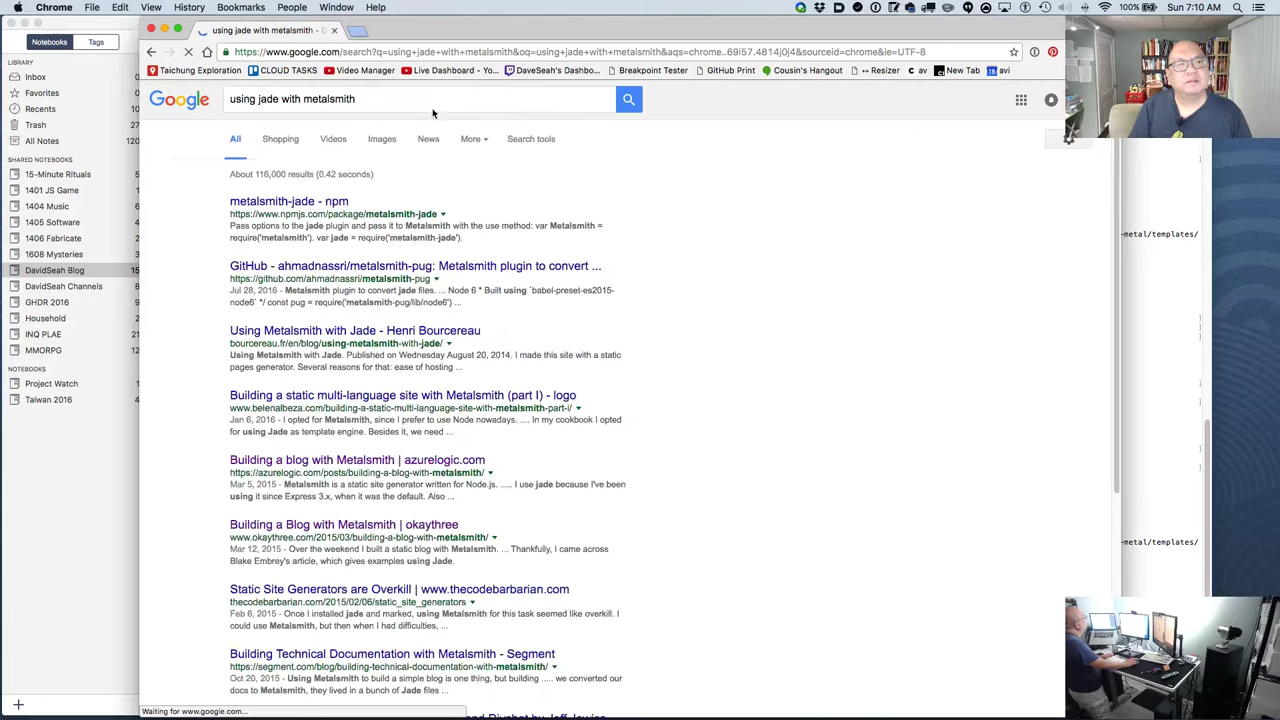 Chrome File Edit View History Bookmarks People Window Help
100% Sun 7:10 AM
Notebooks Tags
LIBRARY
Inbox 0
Favorites
Recents
Trash
All Notes 120
SHARED NOTEBOOKS
15-Minute Rituals 5
1401 JS Game
1404 Music
1405 Software
1406 Fabricate
1608 Mysteries
DavidSeah Blog 15
DavidSeah Channels
GHDR 2016
Household
INQ PLAE 21
MMORPG
NOTEBOOKS
Project Watch
Taiwan 2016
using jade with metalsmith -
https://www.google.com/search?q=using+jade+with+metalsmith&oq=using+jade+with+metalsmith&aqs=chrome..69i57.4814j0j4&sourceid=chrome&ie=UTF-8
Taichung Exploration CLOUD TASKS Video Manager Live Dashboard - Yo... DaveSeah's Dashbo... Breakpoint Tester GitHub Print Cousin's Hangout ↔ Resizer av New Tab avi
Google using jade with metalsmith
All Shopping Videos Images News More Search tools
About 116,000 results (0.42 seconds)
metalsmith-jade - npm
https://www.npmjs.com/package/metalsmith-jade
Pass options to the jade plugin and pass it to Metalsmith with the use method: var Metalsmith =
require('metalsmith'). var jade = require('metalsmith-jade').
GitHub - ahmadnassri/metalsmith-pug: Metalsmith plugin to convert ...
https://github.com/ahmadnassri/metalsmith-pug
Jul 28, 2016 - Metalsmith plugin to convert jade files. ... Node 6 * Built using `babel-preset-es2015-
node6` */ const pug = require('metalsmith-pug/lib/node6') ...
Using Metalsmith with Jade - Henri Bourcereau
bourcereau.fr/en/blog/using-metalsmith-with-jade/
Using Metalsmith with Jade. Published on Wednesday August 20, 2014. I made this site with a static
pages generator. Several reasons for that: ease of hosting ...
Building a static multi-language site with Metalsmith (part I) - logo
www.belenalbeza.com/building-a-static-multi-language-site-with-metalsmith-part-i/
Jan 6, 2016 - I opted for Metalsmith, since I prefer to use Node nowadays. .... In my cookbook I opted
for using Jade as template engine. Besides it, we need ...
Building a blog with Metalsmith | azurelogic.com
https://azurelogic.com/posts/building-a-blog-with-metalsmith/
Mar 5, 2015 - Metalsmith is a static site generator written for Node.js. ..... I use jade because I've been
using it since Express 3.x, when it was the default. Also ...
Building a Blog with Metalsmith | okaythree
www.okaythree.com/2015/03/building-a-blog-with-metalsmith/
Mar 12, 2015 - Over the weekend I built a static blog with Metalsmith. ... Thankfully, I came across
Blake Embrey's article, which gives examples using Jade.
Static Site Generators are Overkill | www.thecodebarbarian.com
thecodebarbarian.com/2015/02/06/static_site_generators
Feb 6, 2015 - Once I installed jade and marked, using Metalsmith for this task seemed like overkill. I
could use Metalsmith, but then when I had difficulties, ...
Building Technical Documentation with Metalsmith - Segment
https://segment.com/blog/building-technical-documentation-with-metalsmith/
Oct 20, 2015 - Using Metalsmith to build a simple blog is one thing, but building ..... we converted our
docs to Metalsmith, they lived in a bunch of Jade files ...
Waiting for www.google.com...
-metal/templates/
-metal/templates/